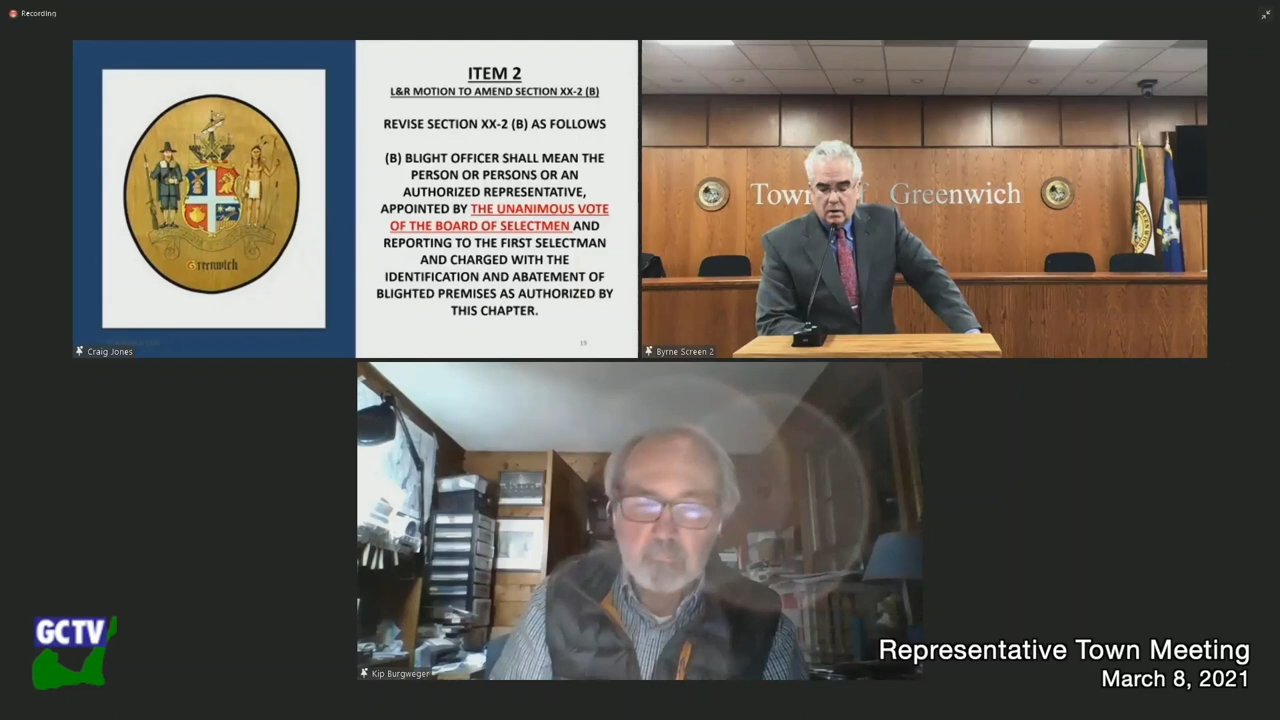 Recording
ITEM 2
L&R MOTION TO AMEND SECTION XX-2 (B)
REVISE SECTION XX-2 (B) AS FOLLOWS
(B) BLIGHT OFFICER SHALL MEAN THE
PERSON OR PERSONS OR AN
AUTHORIZED REPRESENTATIVE,
APPOINTED BY THE UNANIMOUS VOTE
OF THE BOARD OF SELECTMEN AND
REPORTING TO THE FIRST SELECTMAN
AND CHARGED WITH THE
IDENTIFICATION AND ABATEMENT OF
BLIGHTED PREMISES AS AUTHORIZED BY
THIS CHAPTER.
19
Greenwich
Craig Jones
Town of Greenwich
Byrne Screen 2
Kip Burgweger
GCTV
Representative Town Meeting
March 8, 2021